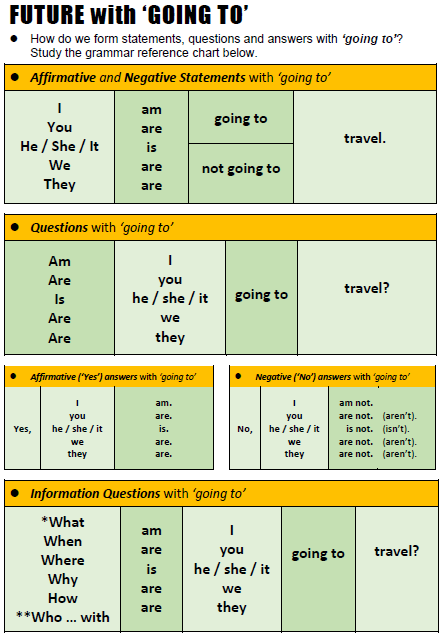 FUTURE with ‘GOING TO’
● How do we form statements, questions and answers with ‘going to’?
Study the grammar reference chart below.
● Affirmative and Negative Statements with ‘going to’
I
You
He / She / It
We
They
am
are
is
are
are
going to
not going to
travel.
● Questions with ‘going to’
Am
Are
Is
Are
Are
I
you
he / she / it
we
they
going to
travel?
● Affirmative (‘Yes’) answers with ‘going to’
Yes,
I
you
he / she / it
we
they
am.
are.
is.
are.
are.
● Negative (‘No’) answers with ‘going to’
No,
I
you
he / she / it
we
they
am not.
are not. (aren’t).
is not. (isn’t).
are not. (aren’t).
are not. (aren’t).
● Information Questions with ‘going to’
*What
When
Where
Why
How
**Who ... with
am
are
is
are
are
I
you
he / she / it
we
they
going to
travel?